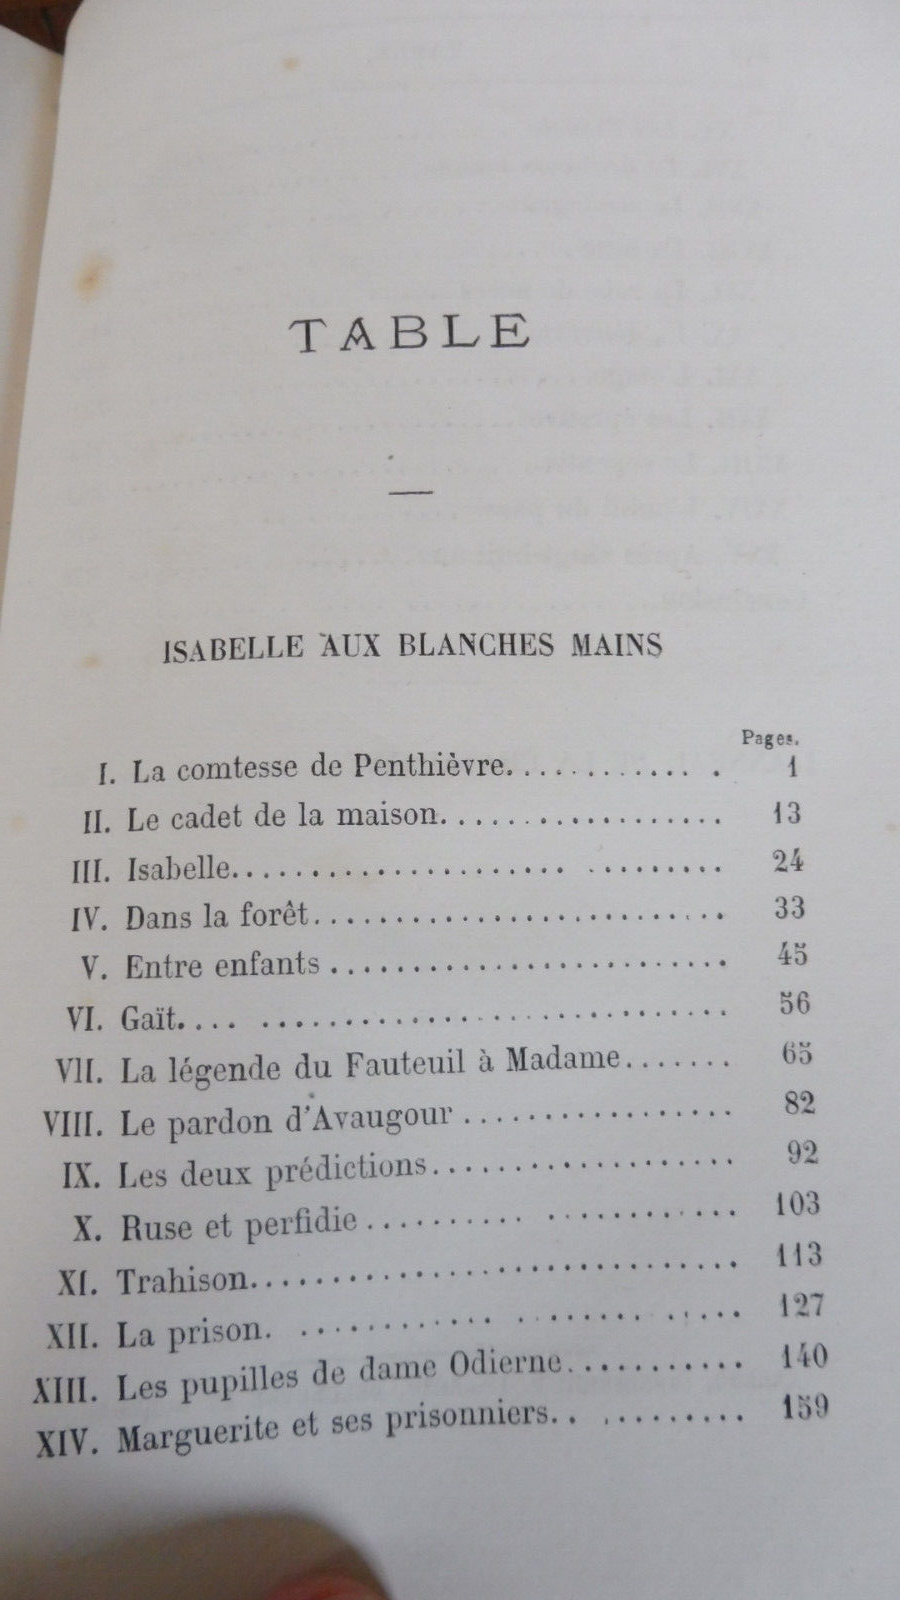 TABLE
ISABELLE AUX BLANCHES MAINS
Pages.
I. La comtesse de Penthièvre. . . . . . . . . . . . . 1
II. Le cadet de la maison. . . . . . . . . . . . . . . . . . . 13
III. Isabelle. . . . . . . . . . . . . . . . . . . . . . . . . . . . 24
IV. Dans la forêt. . . . . . . . . . . . . . . . . . . . . . . . . . 33
V. Entre enfants . . . . . . . . . . . . . . . . . . . . . . . . 45
VI. Gaït. . . . . . . . . . . . . . . . . . . . . . . . . . . . . . 56
VII. La légende du Fauteuil à Madame. . . . . . . 65
VIII. Le pardon d'Avaugour . . . . . . . . . . . . . . . . 82
IX. Les deux prédictions. . . . . . . . . . . . . . . . . . 92
X. Ruse et perfidie . . . . . . . . . . . . . . . . . . . . . 103
XI. Trahison. . . . . . . . . . . . . . . . . . . . . . . . . . . 113
XII. La prison. . . . . . . . . . . . . . . . . . . . . . . . . 127
XIII. Les pupilles de dame Odierne. . . . . . . . . . . 140
XIV. Marguerite et ses prisonniers. . . . . . . . . . . 159